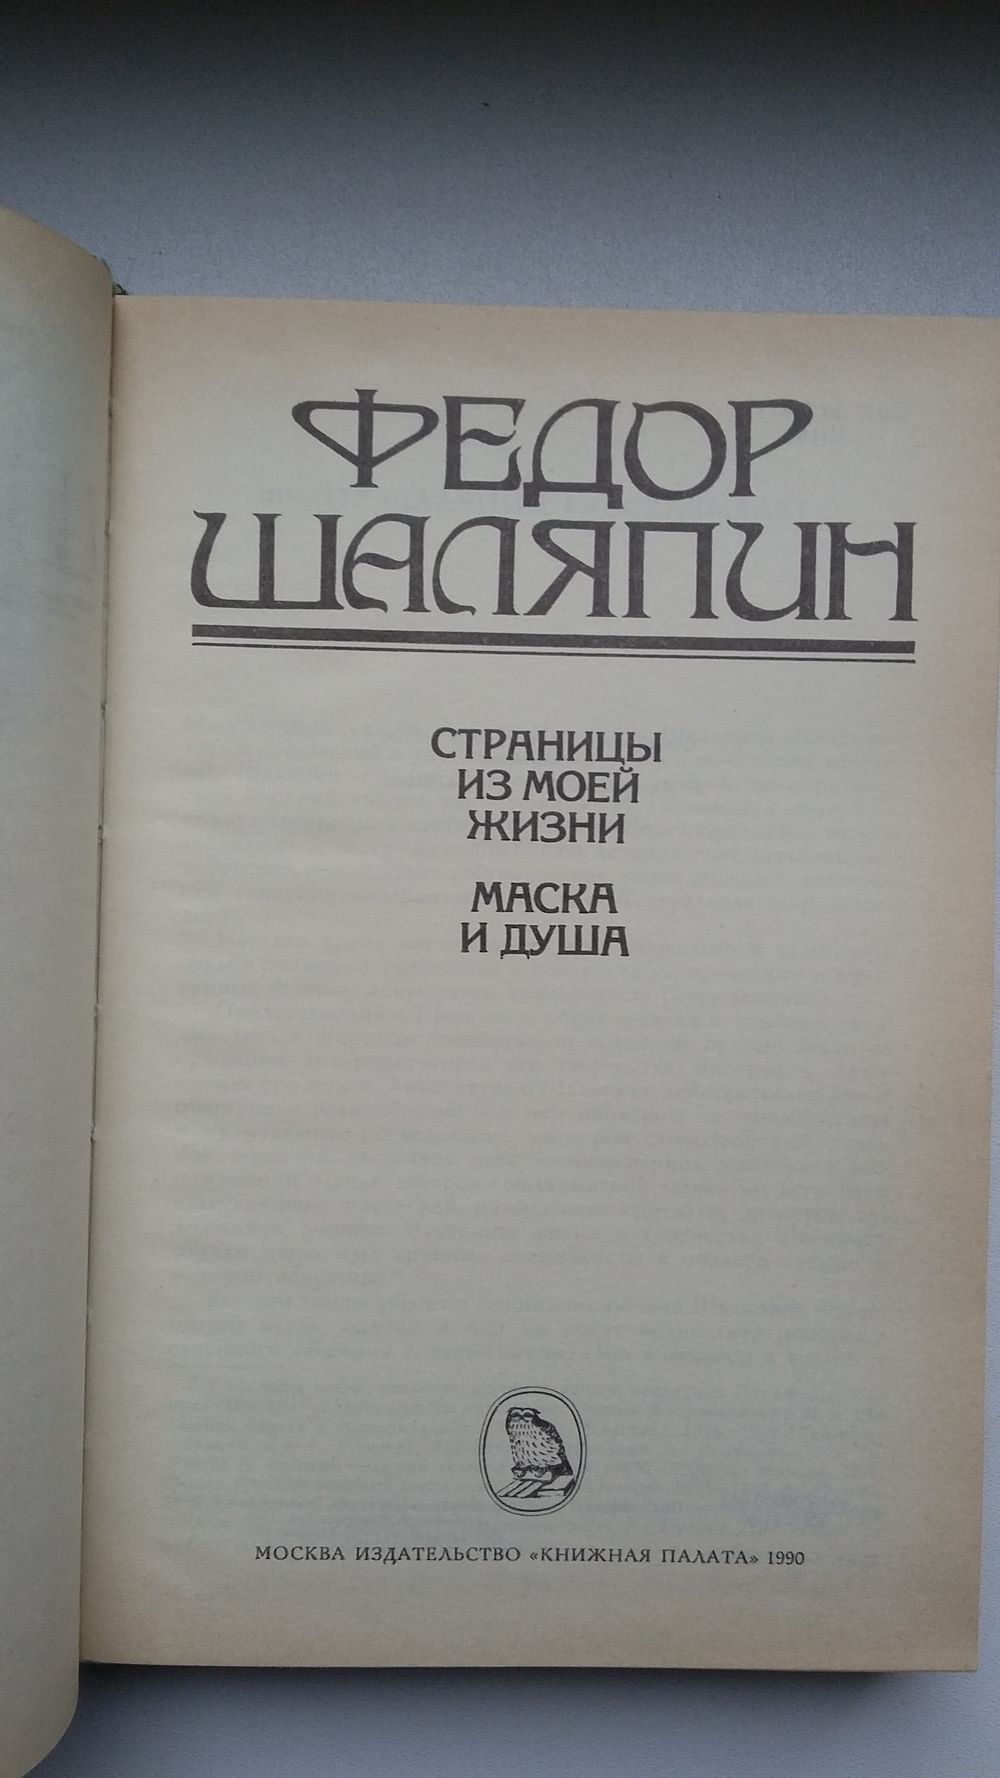 ФЕДОР
ШАЛЯПИН
СТРАНИЦЫ
ИЗ МОЕЙ
ЖИЗНИ
МАСКА
И ДУША
МОСКВА ИЗДАТЕЛЬСТВО «КНИЖНАЯ ПАЛАТА» 1990